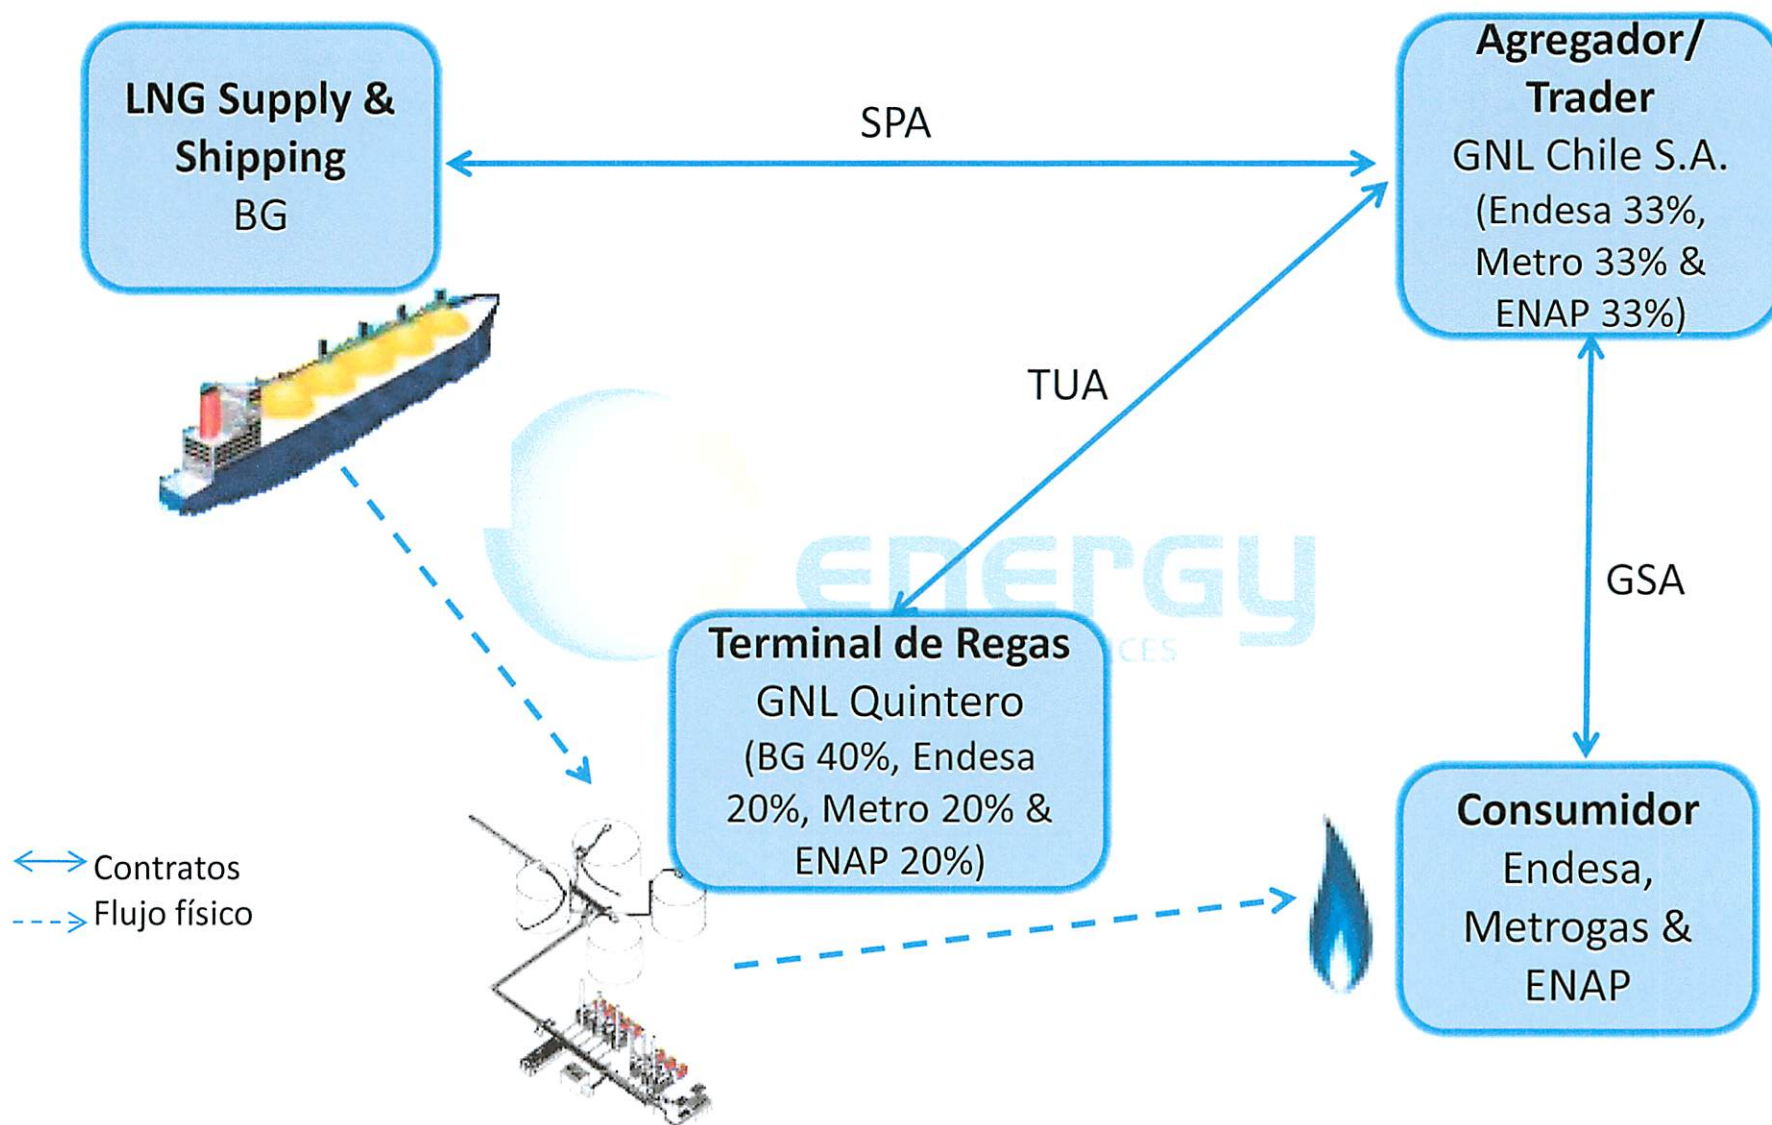 LNG Supply &
Shipping
BG
SPA
Agregador/
Trader
GNL Chile S.A.
(Endesa 33%,
Metro 33% &
ENAP 33%)
TUA
energy
GSA
Terminal de Regas
GNL Quintero
(BG 40%, Endesa
20%, Metro 20% &
ENAP 20%)
Consumidor
Endesa,
Metrogas &
ENAP
Contratos
Flujo físico